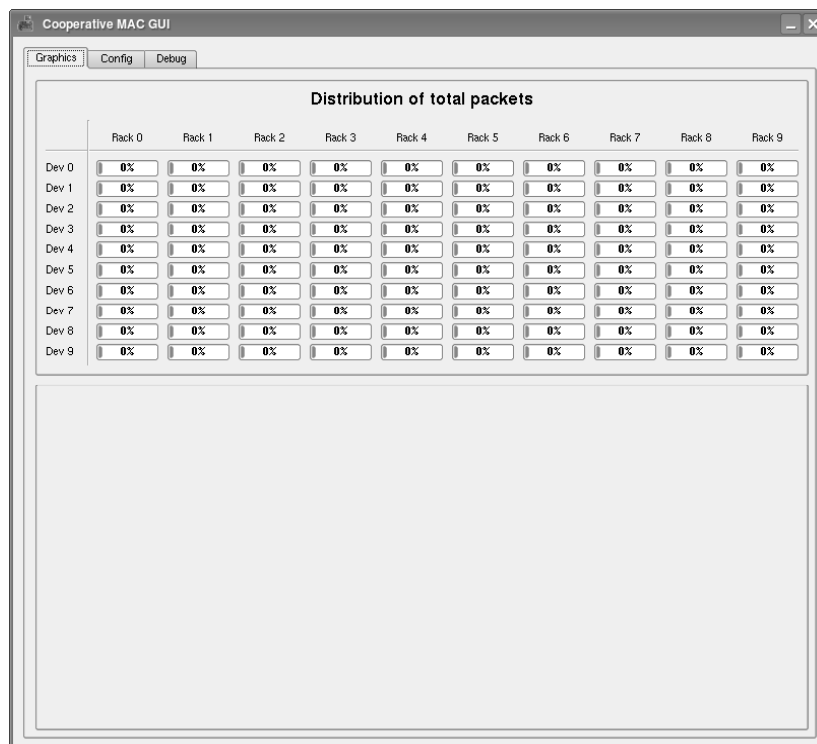 Cooperative MAC GUI
Graphics Config Debug
Distribution of total packets
Rack 0 Rack 1 Rack 2 Rack 3 Rack 4 Rack 5 Rack 6 Rack 7 Rack 8 Rack 9
Dev 0 0% 0% 0% 0% 0% 0% 0% 0% 0% 0%
Dev 1 0% 0% 0% 0% 0% 0% 0% 0% 0% 0%
Dev 2 0% 0% 0% 0% 0% 0% 0% 0% 0% 0%
Dev 3 0% 0% 0% 0% 0% 0% 0% 0% 0% 0%
Dev 4 0% 0% 0% 0% 0% 0% 0% 0% 0% 0%
Dev 5 0% 0% 0% 0% 0% 0% 0% 0% 0% 0%
Dev 6 0% 0% 0% 0% 0% 0% 0% 0% 0% 0%
Dev 7 0% 0% 0% 0% 0% 0% 0% 0% 0% 0%
Dev 8 0% 0% 0% 0% 0% 0% 0% 0% 0% 0%
Dev 9 0% 0% 0% 0% 0% 0% 0% 0% 0% 0%